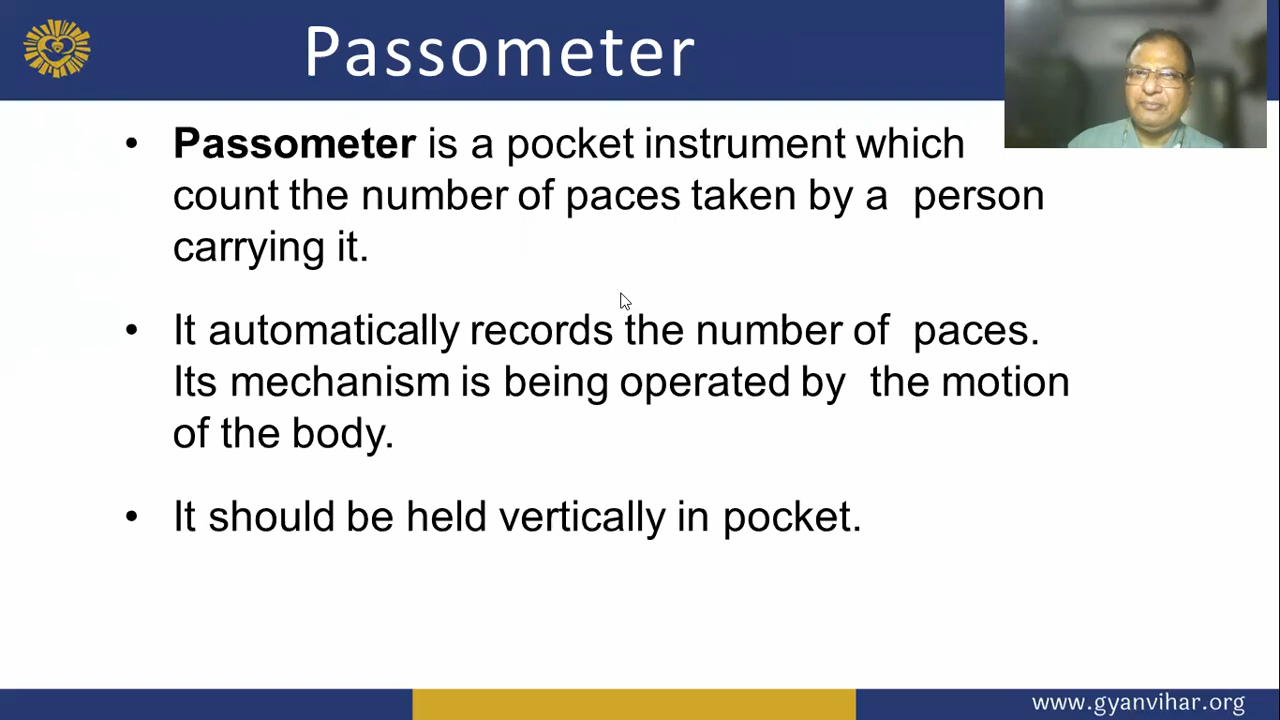 Passometer
• Passometer is a pocket instrument which
count the number of paces taken by a person
carrying it.
• It automatically records the number of paces.
Its mechanism is being operated by the motion
of the body.
• It should be held vertically in pocket.
www.gyanvihar.org